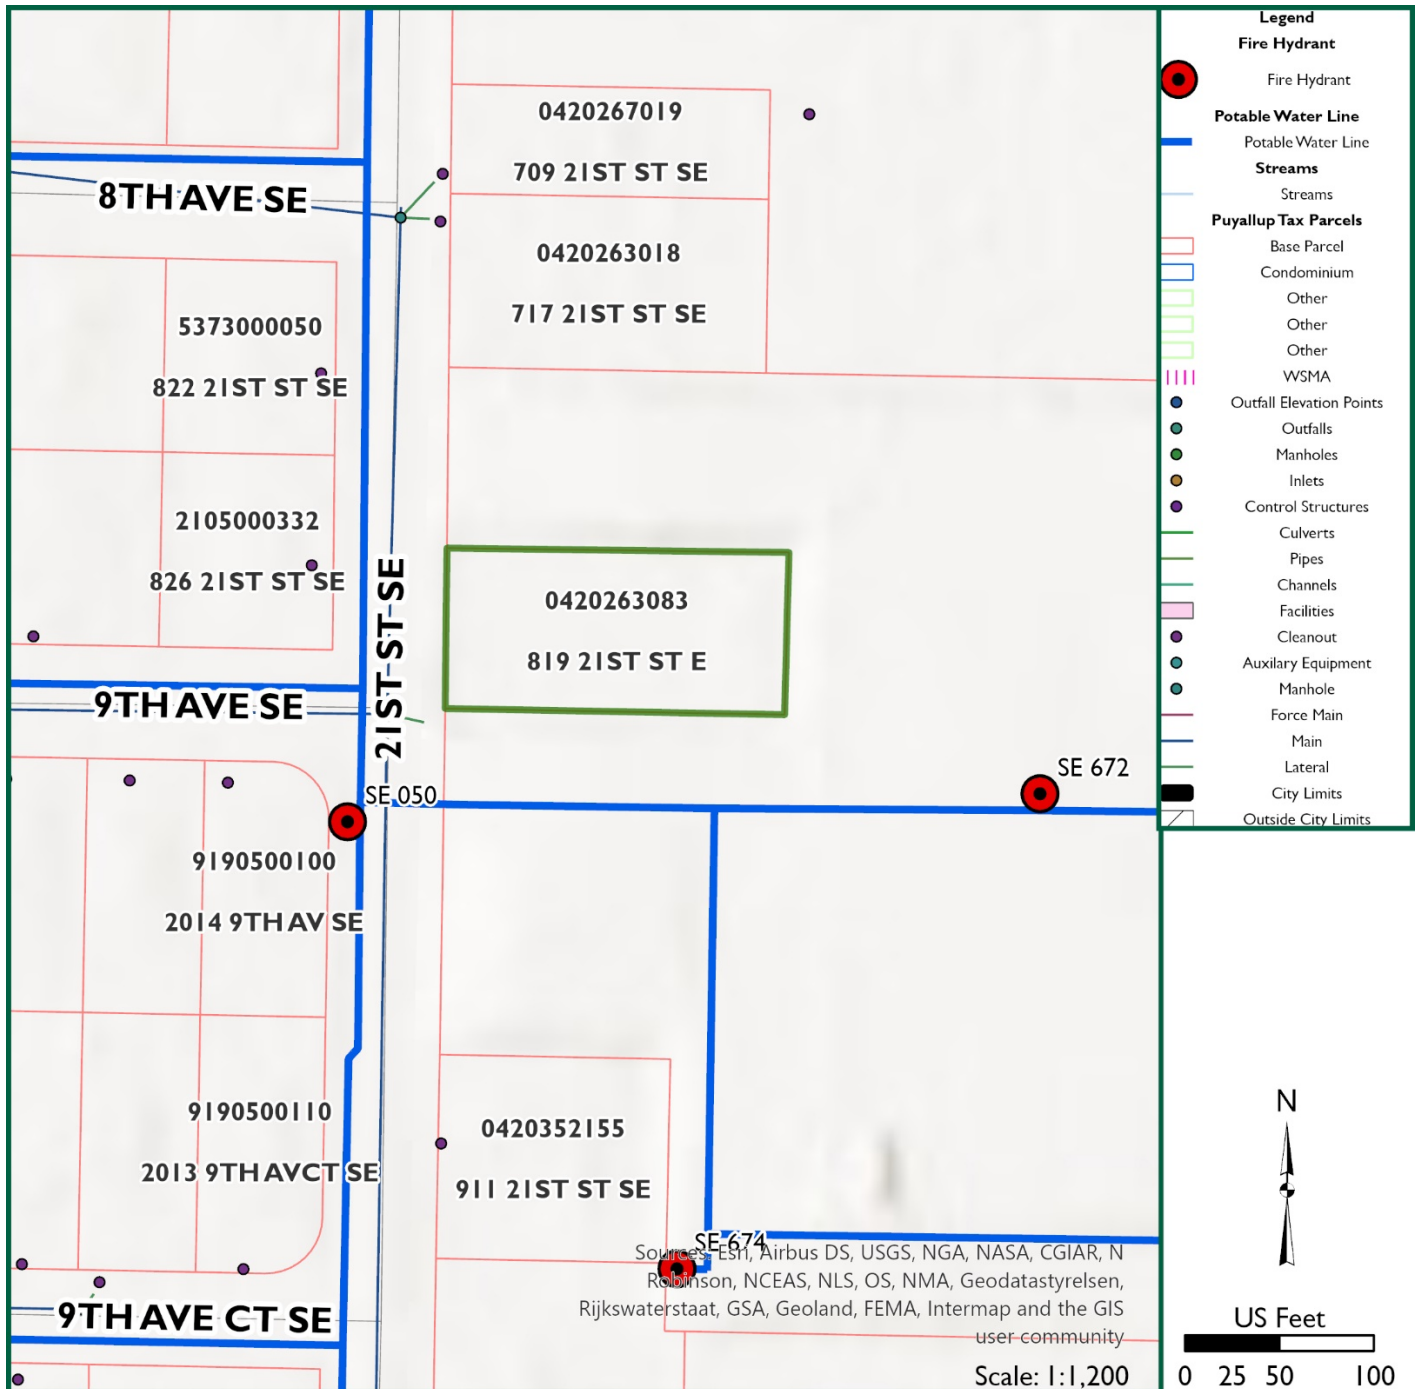 0420267019
709 21ST ST SE
8TH AVE SE
0420263018
717 21ST ST SE
5373000050
822 21ST ST SE
2105000332
826 21ST ST SE
21ST ST SE
0420263083
819 21ST ST E
9TH AVE SE
SE 672
SE 050
9190500100
2014 9TH AV SE
9190500110
2013 9TH AVCT SE
0420352155
911 21ST ST SE
SE 674
9TH AVE CT SE
Sources: Esri, Airbus DS, USGS, NGA, NASA, CGIAR, N
Robinson, NCEAS, NLS, OS, NMA, Geodatastyrelsen,
Rijkswaterstaat, GSA, Geoland, FEMA, Intermap and the GIS
user community
Scale: 1:1,200
Legend
Fire Hydrant
Fire Hydrant
Potable Water Line
Potable Water Line
Streams
Streams
Puyallup Tax Parcels
Base Parcel
Condominium
Other
Other
Other
WSMA
Outfall Elevation Points
Outfalls
Manholes
Inlets
Control Structures
Culverts
Pipes
Channels
Facilities
Cleanout
Auxilary Equipment
Manhole
Force Main
Main
Lateral
City Limits
Outside City Limits
N
US Feet
0 25 50 100